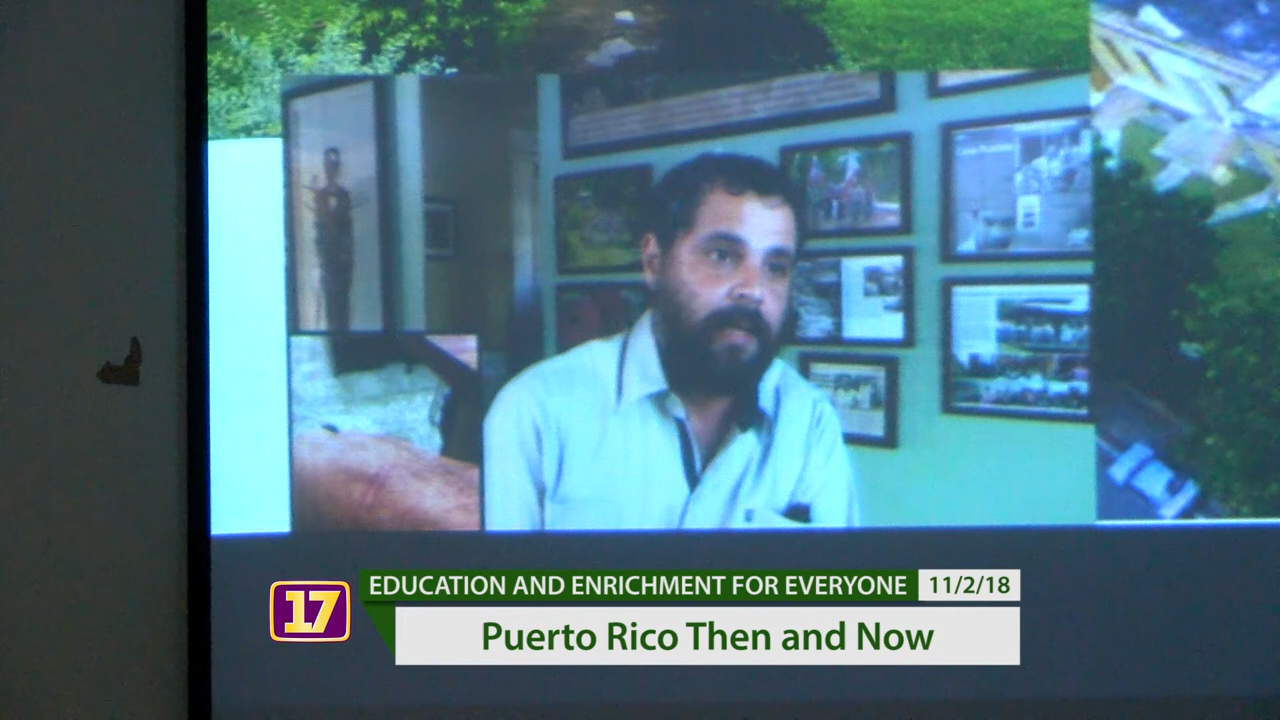 EDUCATION AND ENRICHMENT FOR EVERYONE 11/2/18
17
Puerto Rico Then and Now